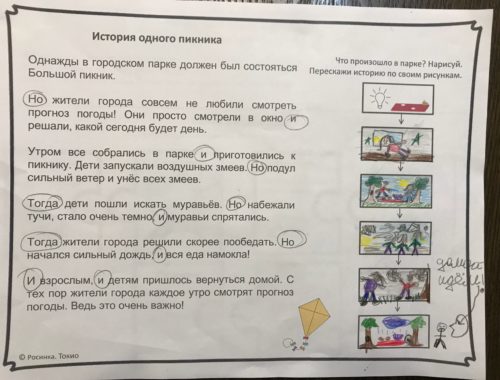 История одного пикника
Однажды в городском парке должен был состояться
Большой пикник.
Но жители города совсем не любили смотреть
прогноз погоды! Они просто смотрели в окно и
решали, какой сегодня будет день.
Утром все собрались в парке и приготовились к
пикнику. Дети запускали воздушных змеев. Но подул
сильный ветер и унёс всех змеев.
Тогда дети пошли искать муравьёв. Но набежали
тучи, стало очень темно, и муравьи спрятались.
Тогда жители города решили скорее пообедать. Но
начался сильный дождь, и вся еда намокла!
И взрослым, и детям пришлось вернуться домой. С
тех пор жители города каждое утро смотрят прогноз
погоды. Ведь это очень важно!
Что произошло в парке? Нарисуй.
Перескажи историю по своим рисункам.
© Росинка, Токио